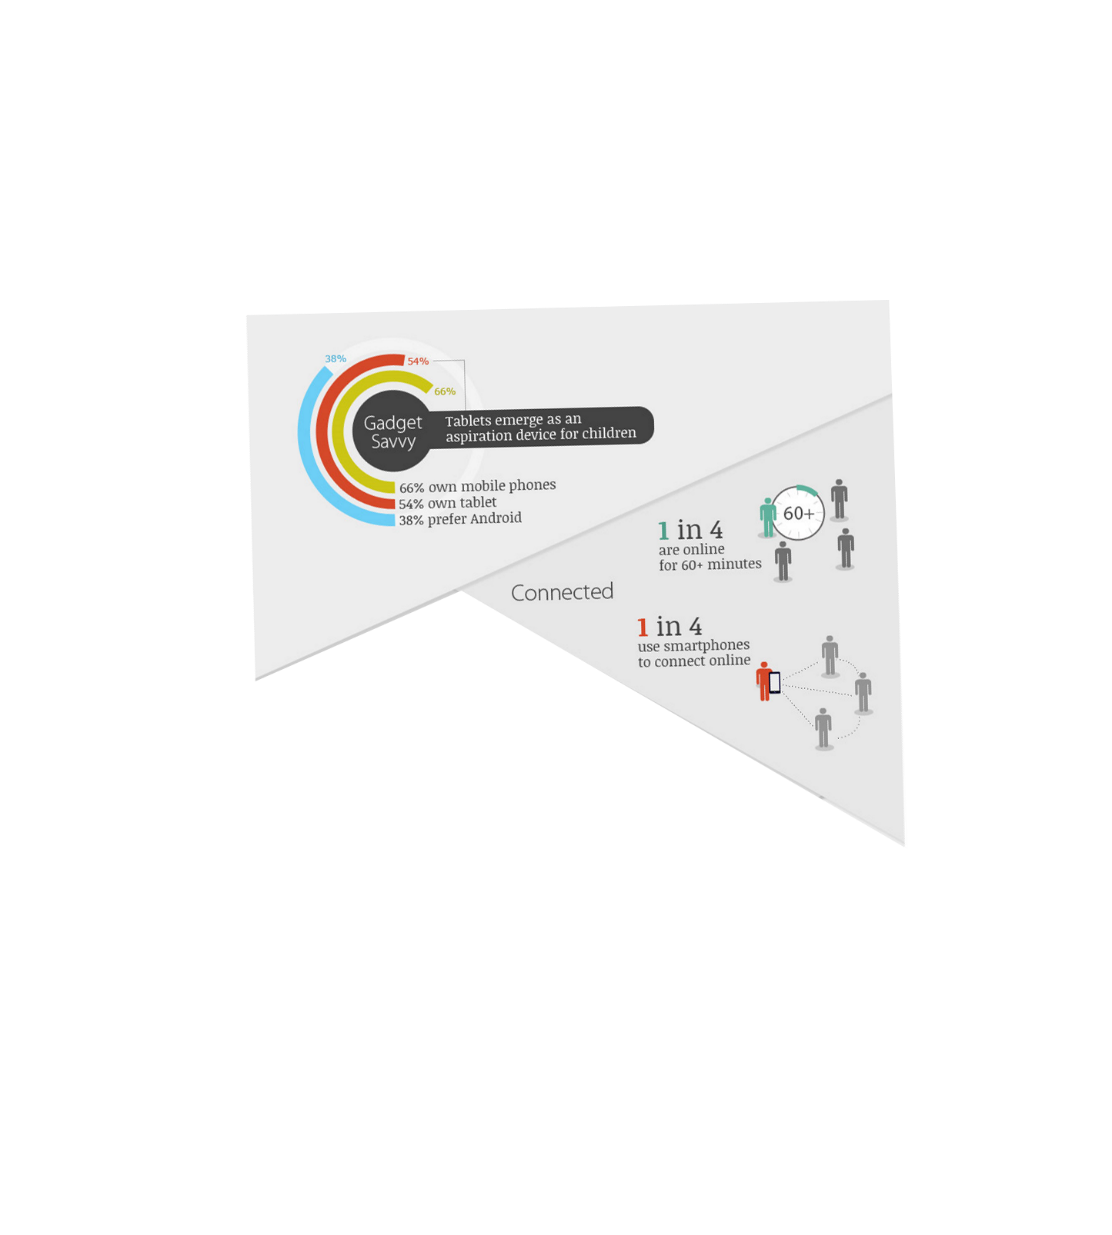 38%
54%
66%
Gadget
Savvy
Tablets emerge as an
aspiration device for children
66% own mobile phones
54% own tablet
38% prefer Android
1 in 4
are online
for 60+ minutes
60+
Connected
1 in 4
use smartphones
to connect online